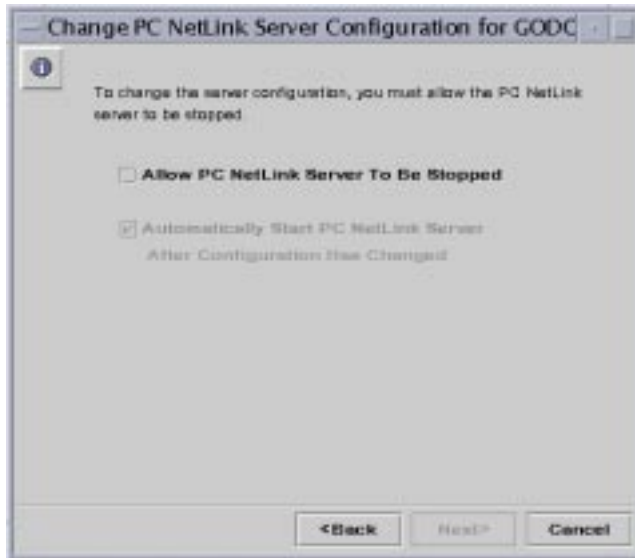 Change PC NetLink Server Configuration for GODC
To change the server configuration, you must allow the PC NetLink
server to be stopped
Allow PC NetLink Server To Be Stopped
Automatically Start PC NetLink Server
After Configuration Has Changed
<Back
Next>
Cancel